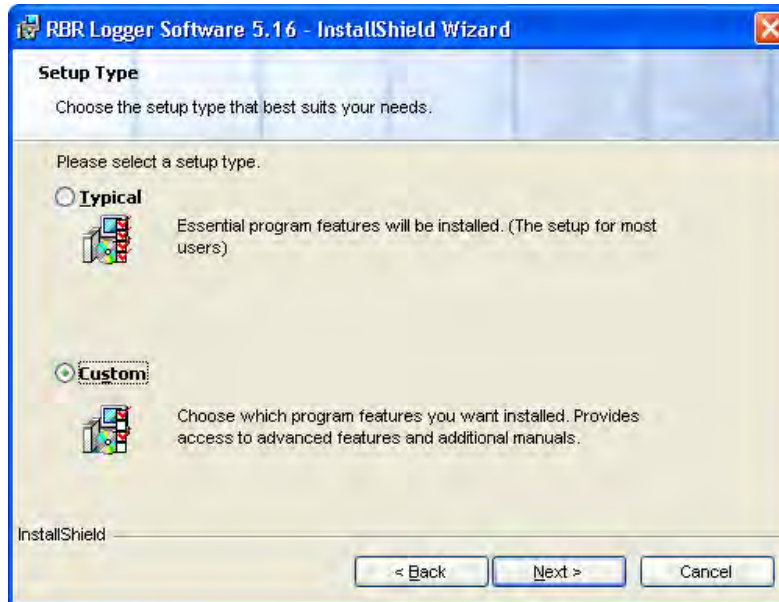 RBR Logger Software 5.16 - InstallShield Wizard
Setup Type
Choose the setup type that best suits your needs.
Please select a setup type.
Typical
Essential program features will be installed. (The setup for most
users)
Custom
Choose which program features you want installed. Provides
access to advanced features and additional manuals.
InstallShield
< Back
Next >
Cancel